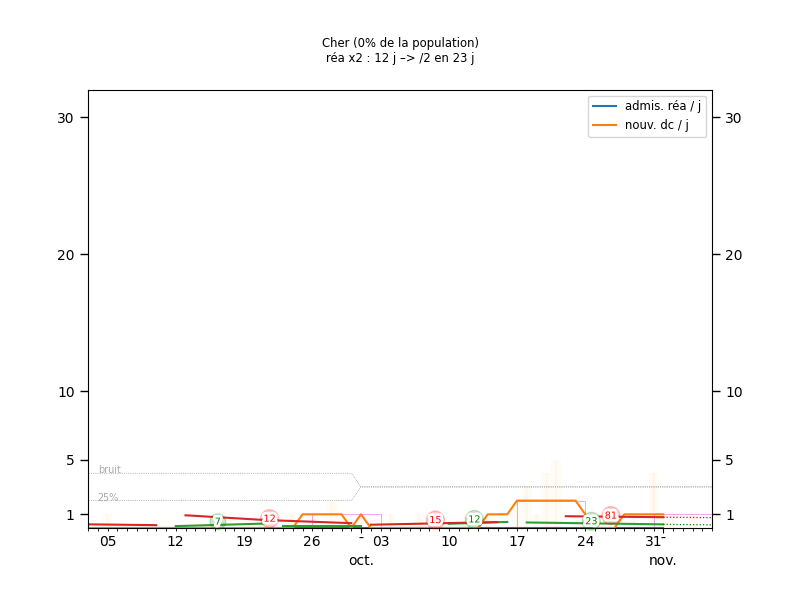 Cher (0% de la population)
réa x2 : 12 j –> /2 en 23 j
admis. réa / j
nouv. dc / j
30 30
20 20
10 10
5 5
1 1
bruit
25%
7 12 15 12 23 81
05 12 19 26 03 10 17 24 31
oct. nov.